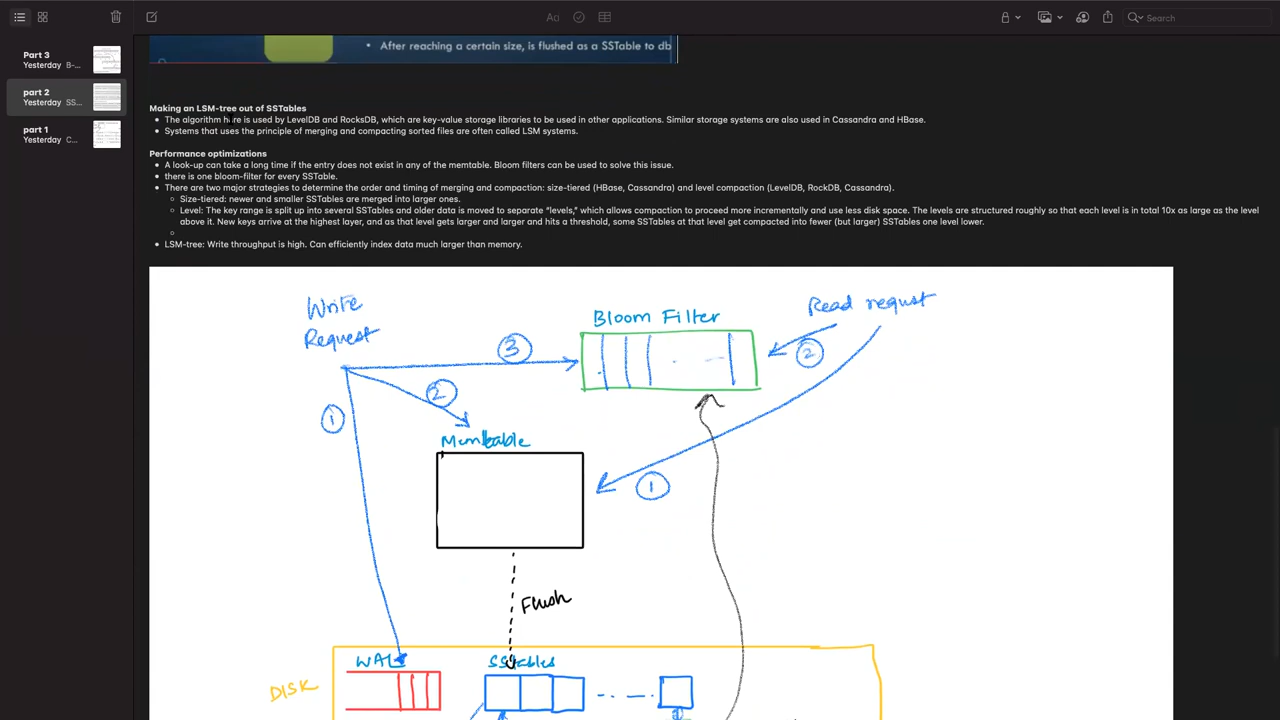 Search
Part 3
Yesterday B-...
part 2
Yesterday SS...
part 1
Yesterday C...
• After reaching a certain size, is flushed as a SSTable to db
Making an LSM-tree out of SSTables
• The algorithm here is used by LevelDB and RocksDB, which are key-value storage libraries to be used in other applications. Similar storage systems are also used in Cassandra and HBase.
• Systems that uses the principle of merging and compacting sorted files are often called LSM systems.
Performance optimizations
• A look-up can take a long time if the entry does not exist in any of the memtable. Bloom filters can be used to solve this issue.
• there is one bloom-filter for every SSTable.
• There are two major strategies to determine the order and timing of merging and compaction: size-tiered (HBase, Cassandra) and level compaction (LevelDB, RockDB, Cassandra).
◦ Size-tiered: newer and smaller SSTables are merged into larger ones.
◦ Level: The key range is split up into several SSTables and older data is moved to separate "levels," which allows compaction to proceed more incrementally and use less disk space. The levels are structured roughly so that each level is in total 10x as large as the level
above it. New keys arrive at the highest layer, and as that level gets larger and larger and hits a threshold, some SSTables at that level get compacted into fewer (but larger) SSTables one level lower.
• LSM-tree: Write throughput is high. Can efficiently index data much larger than memory.
Write
Request
Bloom Filter
Read requst
3
2
2
1
Memtable
1
Flush
WAL
SSTables
DISK